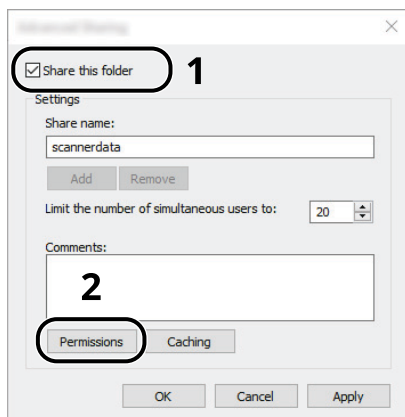 Share this folder
1
Settings
Share name:
scannerdata
Add Remove
Limit the number of simultaneous users to: 20
Comments:
2
Permissions Caching
OK Cancel Apply